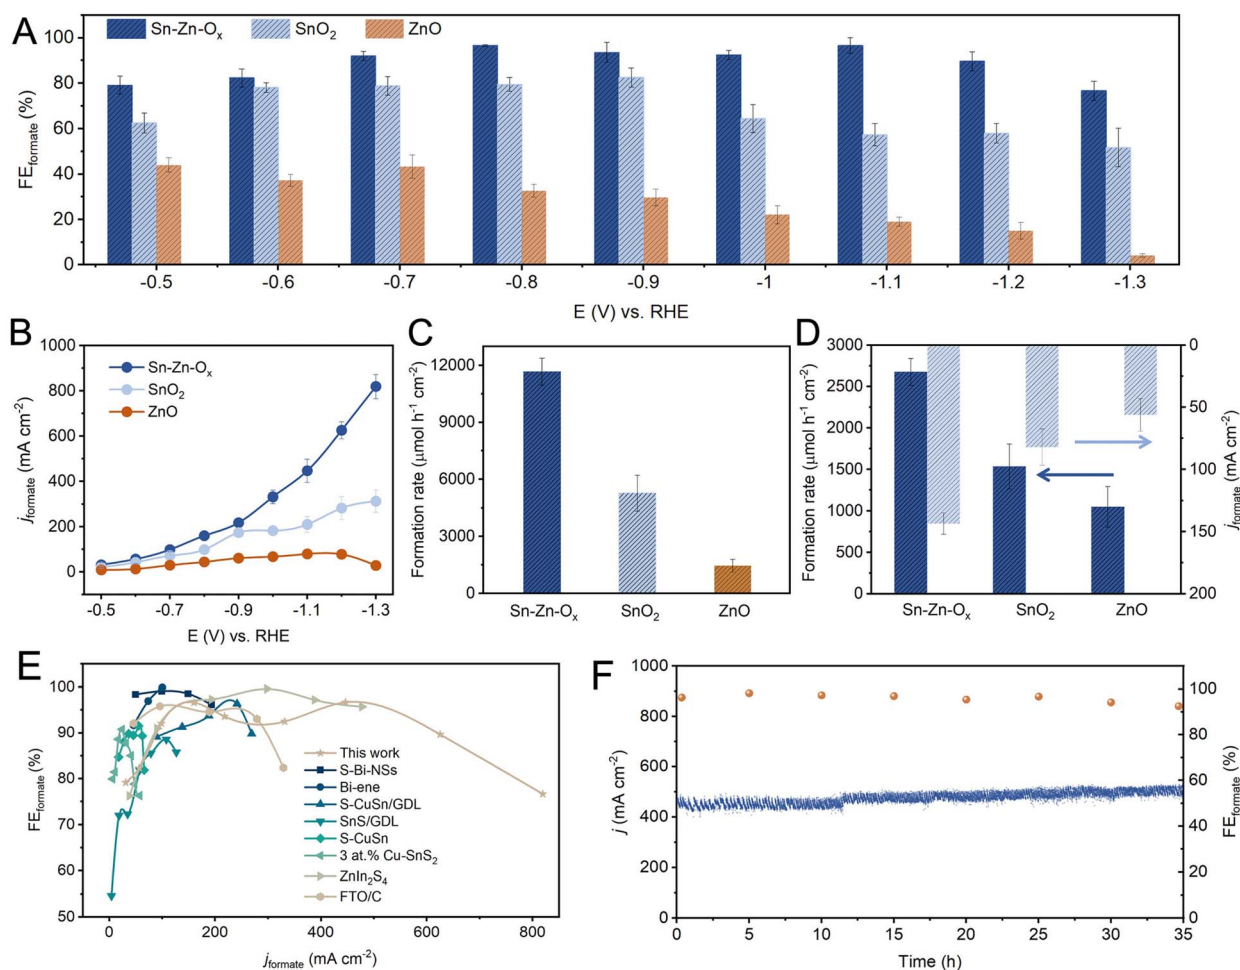 A
Sn-Zn-Oₓ SnO₂ ZnO
FE_formate (%)
100
80
60
40
20
0
-0.5 -0.6 -0.7 -0.8 -0.9 -1 -1.1 -1.2 -1.3
E (V) vs. RHE
B
j_formate (mA cm⁻²)
1000
800
600
400
200
0
Sn-Zn-Oₓ
SnO₂
ZnO
-0.5 -0.7 -0.9 -1.1 -1.3
E (V) vs. RHE
C
Formation rate (μmol h⁻¹ cm⁻²)
12000
9000
6000
3000
0
Sn-Zn-Oₓ SnO₂ ZnO
D
Formation rate (μmol h⁻¹ cm⁻²)
3000
2500
2000
1500
1000
500
0
Sn-Zn-Oₓ SnO₂ ZnO
0
50
100
150
200
j_formate (mA cm⁻²)
E
FE_formate (%)
100
90
80
70
60
50
This work
S-Bi-NSs
Bi-ene
S-CuSn/GDL
SnS/GDL
S-CuSn
3 at.% Cu-SnS₂
ZnIn₂S₄
FTO/C
0 200 400 600 800
j_formate (mA cm⁻²)
F
j (mA cm⁻²)
1000
800
600
400
200
0
0 5 10 15 20 25 30 35
Time (h)
100
80
60
40
20
0
FE_formate (%)